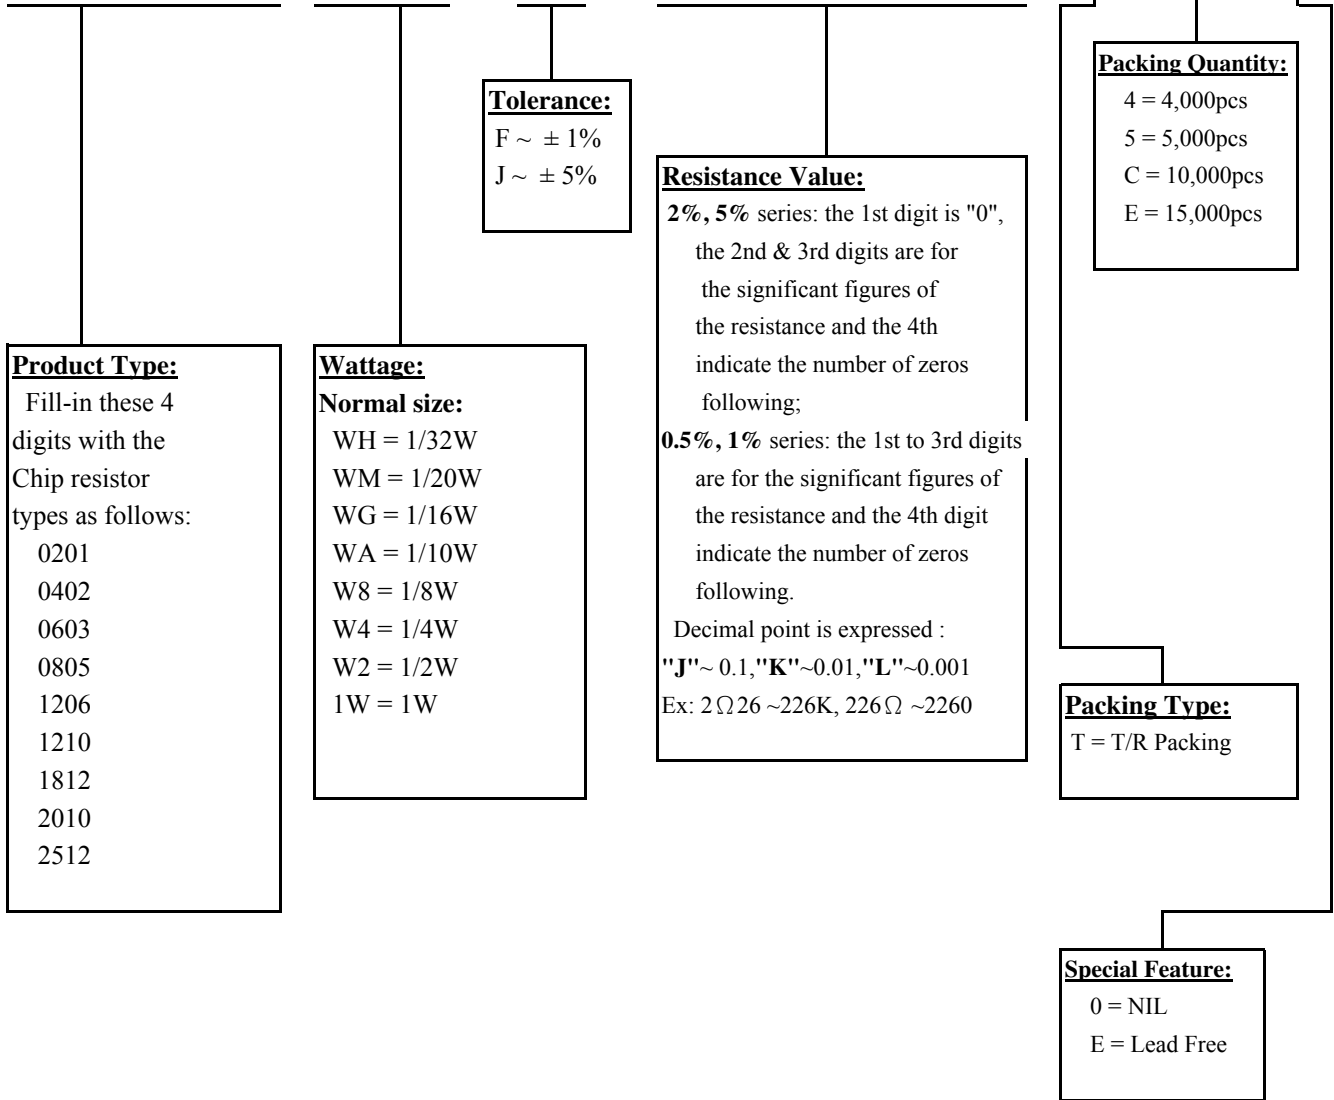 Packing Quantity:
4 = 4,000pcs
5 = 5,000pcs
C = 10,000pcs
E = 15,000pcs
Tolerance:
F ~ ± 1%
J ~ ± 5%
Resistance Value:
2%, 5% series: the 1st digit is "0",
the 2nd & 3rd digits are for
the significant figures of
the resistance and the 4th
indicate the number of zeros
following;
0.5%, 1% series: the 1st to 3rd digits
are for the significant figures of
the resistance and the 4th digit
indicate the number of zeros
following.
Decimal point is expressed :
"J"~ 0.1,"K"~0.01,"L"~0.001
Ex: 2Ω26 ~226K, 226Ω ~2260
Product Type:
Fill-in these 4
digits with the
Chip resistor
types as follows:
0201
0402
0603
0805
1206
1210
1812
2010
2512
Wattage:
Normal size:
WH = 1/32W
WM = 1/20W
WG = 1/16W
WA = 1/10W
W8 = 1/8W
W4 = 1/4W
W2 = 1/2W
1W = 1W
Packing Type:
T = T/R Packing
Special Feature:
0 = NIL
E = Lead Free